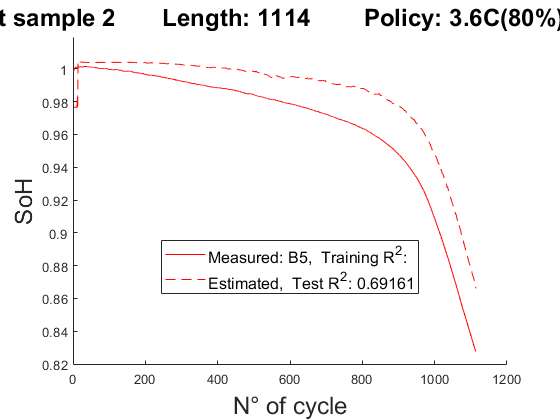 t sample 2 Length: 1114 Policy: 3.6C(80%)
1
0.98
0.96
0.94
0.92
0.9
0.88
0.86
0.84
0.82
SoH
Measured: B5, Training R²:
Estimated, Test R²: 0.69161
0 200 400 600 800 1000 1200
N° of cycle